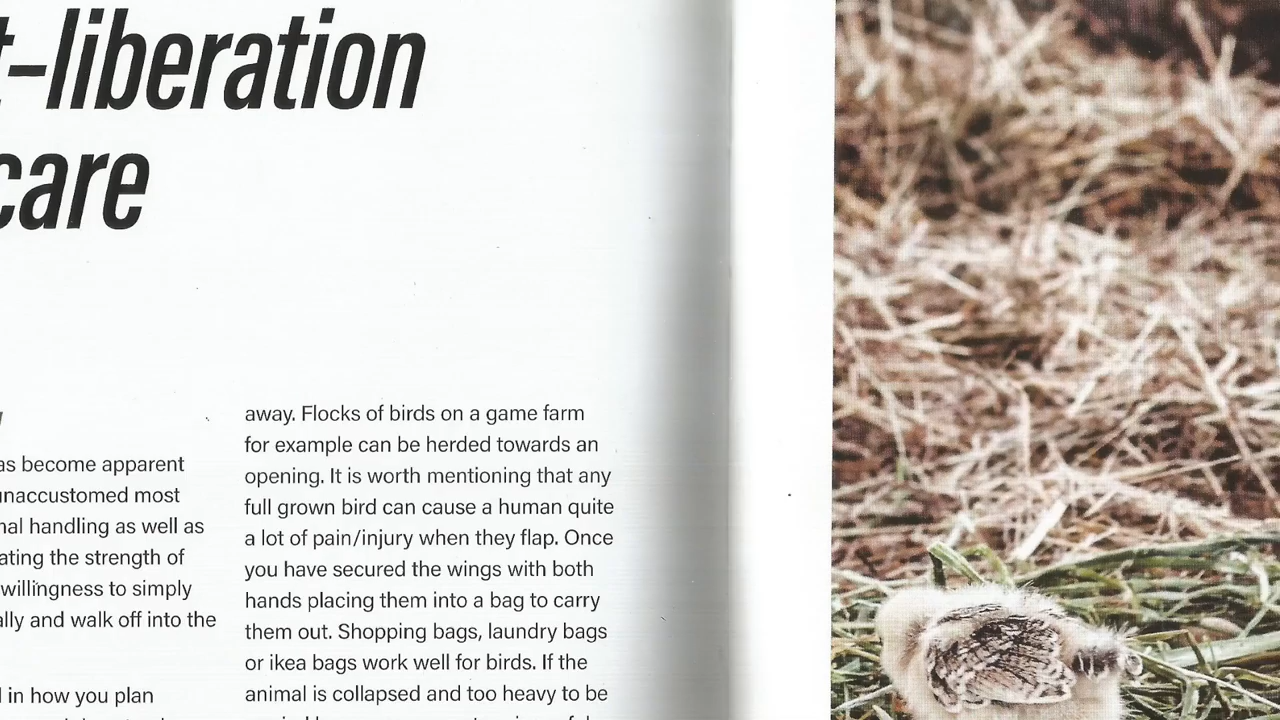 t-liberation
care
as become apparent
unaccustomed most
nal handling as well as
ating the strength of
willingness to simply
ally and walk off into the
l in how you plan
away. Flocks of birds on a game farm
for example can be herded towards an
opening. It is worth mentioning that any
full grown bird can cause a human quite
a lot of pain/injury when they flap. Once
you have secured the wings with both
hands placing them into a bag to carry
them out. Shopping bags, laundry bags
or ikea bags work well for birds. If the
animal is collapsed and too heavy to be